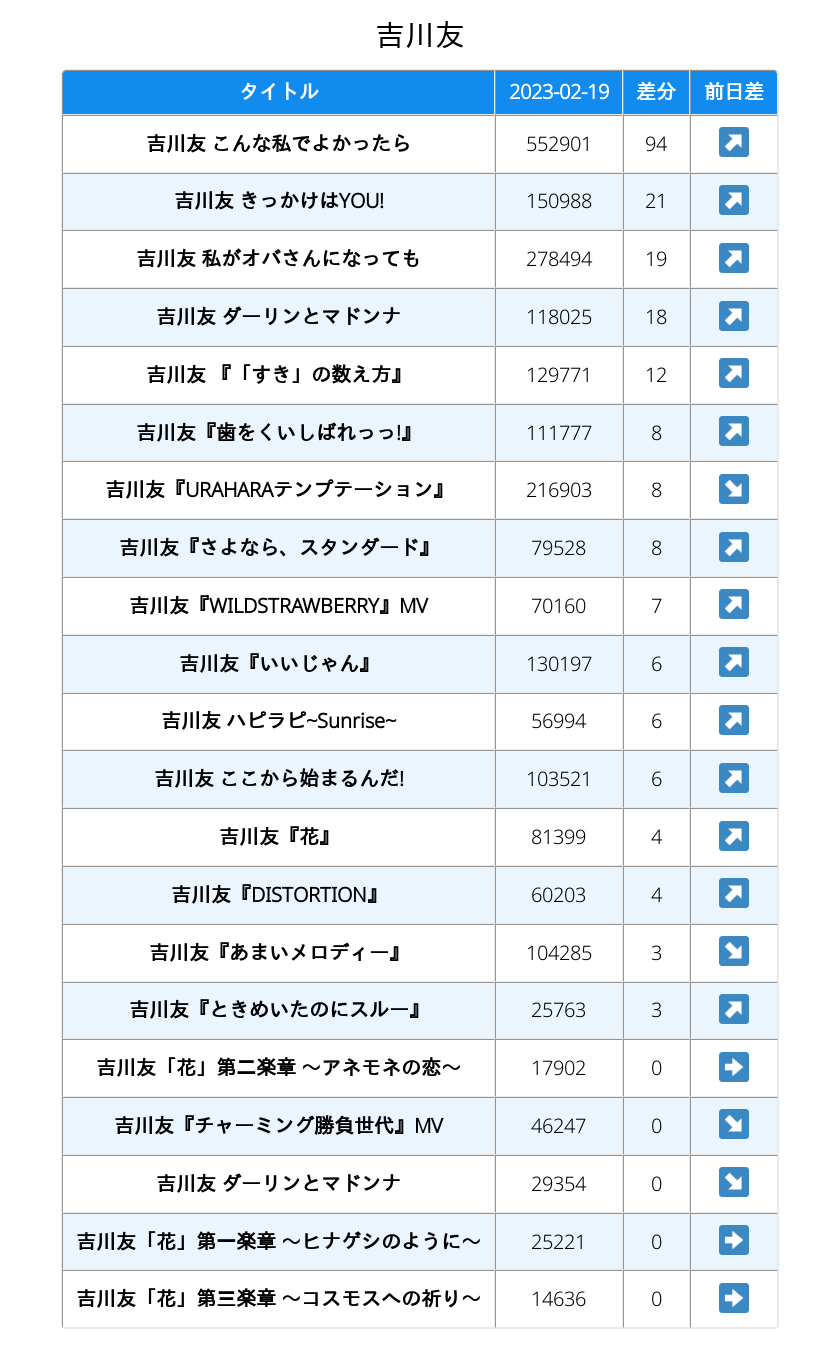 吉川友
タイトル 2023-02-19 差分 前日差
吉川友 こんな私でよかったら 552901 94 ↗
吉川友 きっかけはYOU! 150988 21 ↗
吉川友 私がオバさんになっても 278494 19 ↗
吉川友 ダーリンとマドンナ 118025 18 ↗
吉川友 『「すき」の数え方』 129771 12 ↗
吉川友『歯をくいしばれっっ!』 111777 8 ↗
吉川友『URAHARAテンプテーション』 216903 8 ↘
吉川友『さよなら、スタンダード』 79528 8 ↗
吉川友『WILDSTRAWBERRY』MV 70160 7 ↗
吉川友『いいじゃん』 130197 6 ↗
吉川友 ハピラピ~Sunrise~ 56994 6 ↗
吉川友 ここから始まるんだ! 103521 6 ↗
吉川友『花』 81399 4 ↗
吉川友『DISTORTION』 60203 4 ↗
吉川友『あまいメロディー』 104285 3 ↘
吉川友『ときめいたのにスルー』 25763 3 ↗
吉川友「花」第二楽章 ～アネモネの恋～ 17902 0 ➡
吉川友『チャーミング勝負世代』MV 46247 0 ↘
吉川友 ダーリンとマドンナ 29354 0 ↘
吉川友「花」第一楽章 ～ヒナゲシのように～ 25221 0 ➡
吉川友「花」第三楽章 ～コスモスへの祈り～ 14636 0 ➡